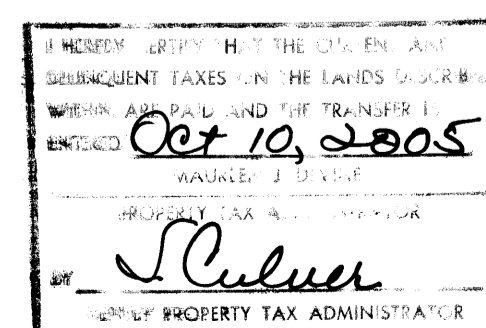 I HEREBY CERTIFY THAT THE CURRENT AND
DELINQUENT TAXES ON THE LANDS DESCRIBED
WITHIN ARE PAID AND THE TRANSFER IS
ENTERED Oct 10, 2005
MAUREEN J. DEVINE
PROPERTY TAX ADMINISTRATOR
BY J Culver
DEPUTY PROPERTY TAX ADMINISTRATOR